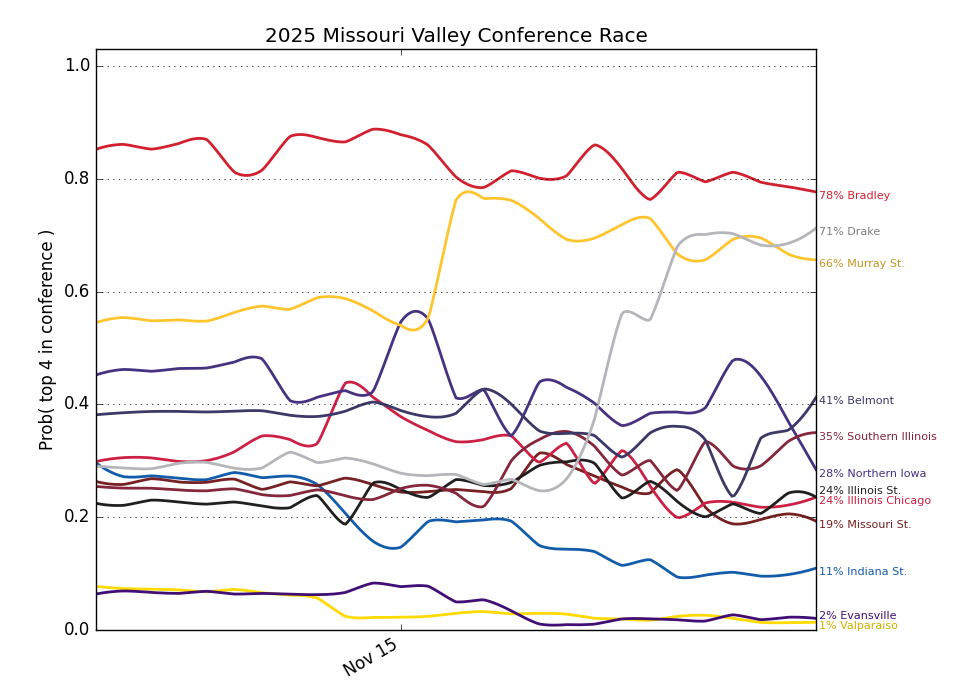 2025 Missouri Valley Conference Race
1.0
0.8
0.6
0.4
0.2
0.0
Prob( top 4 in conference )
Nov 15
78% Bradley
71% Drake
66% Murray St.
41% Belmont
35% Southern Illinois
28% Northern Iowa
24% Illinois St.
24% Illinois Chicago
19% Missouri St.
11% Indiana St.
2% Evansville
1% Valparaiso